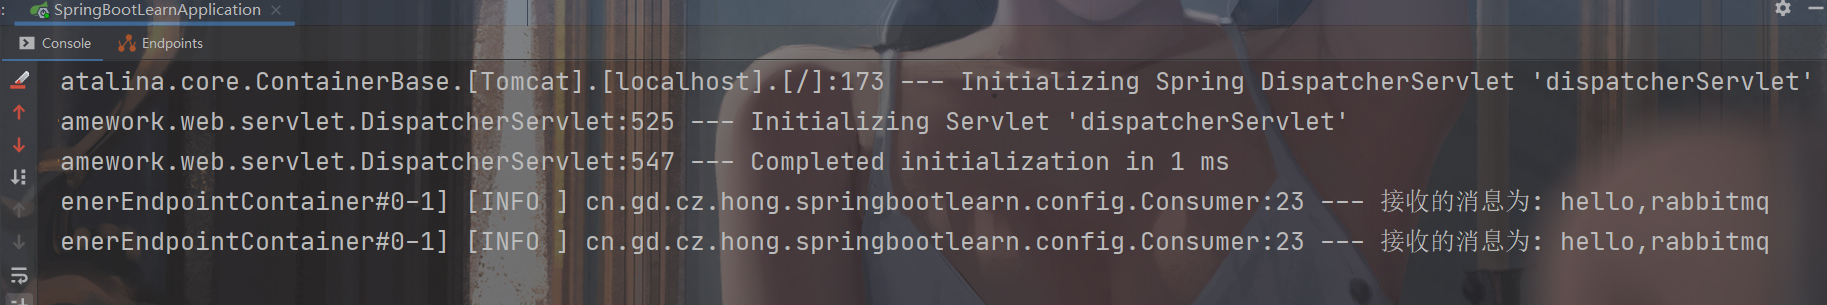 SpringBootLearnApplication
Console Endpoints
atalina.core.ContainerBase.[Tomcat].[localhost].[/]:173 --- Initializing Spring DispatcherServlet 'dispatcherServlet'
amework.web.servlet.DispatcherServlet:525 --- Initializing Servlet 'dispatcherServlet'
amework.web.servlet.DispatcherServlet:547 --- Completed initialization in 1 ms
enerEndpointContainer#0-1] [INFO ] cn.gd.cz.hong.springbootlearn.config.Consumer:23 --- 接收的消息为: hello,rabbitmq
enerEndpointContainer#0-1] [INFO ] cn.gd.cz.hong.springbootlearn.config.Consumer:23 --- 接收的消息为: hello,rabbitmq